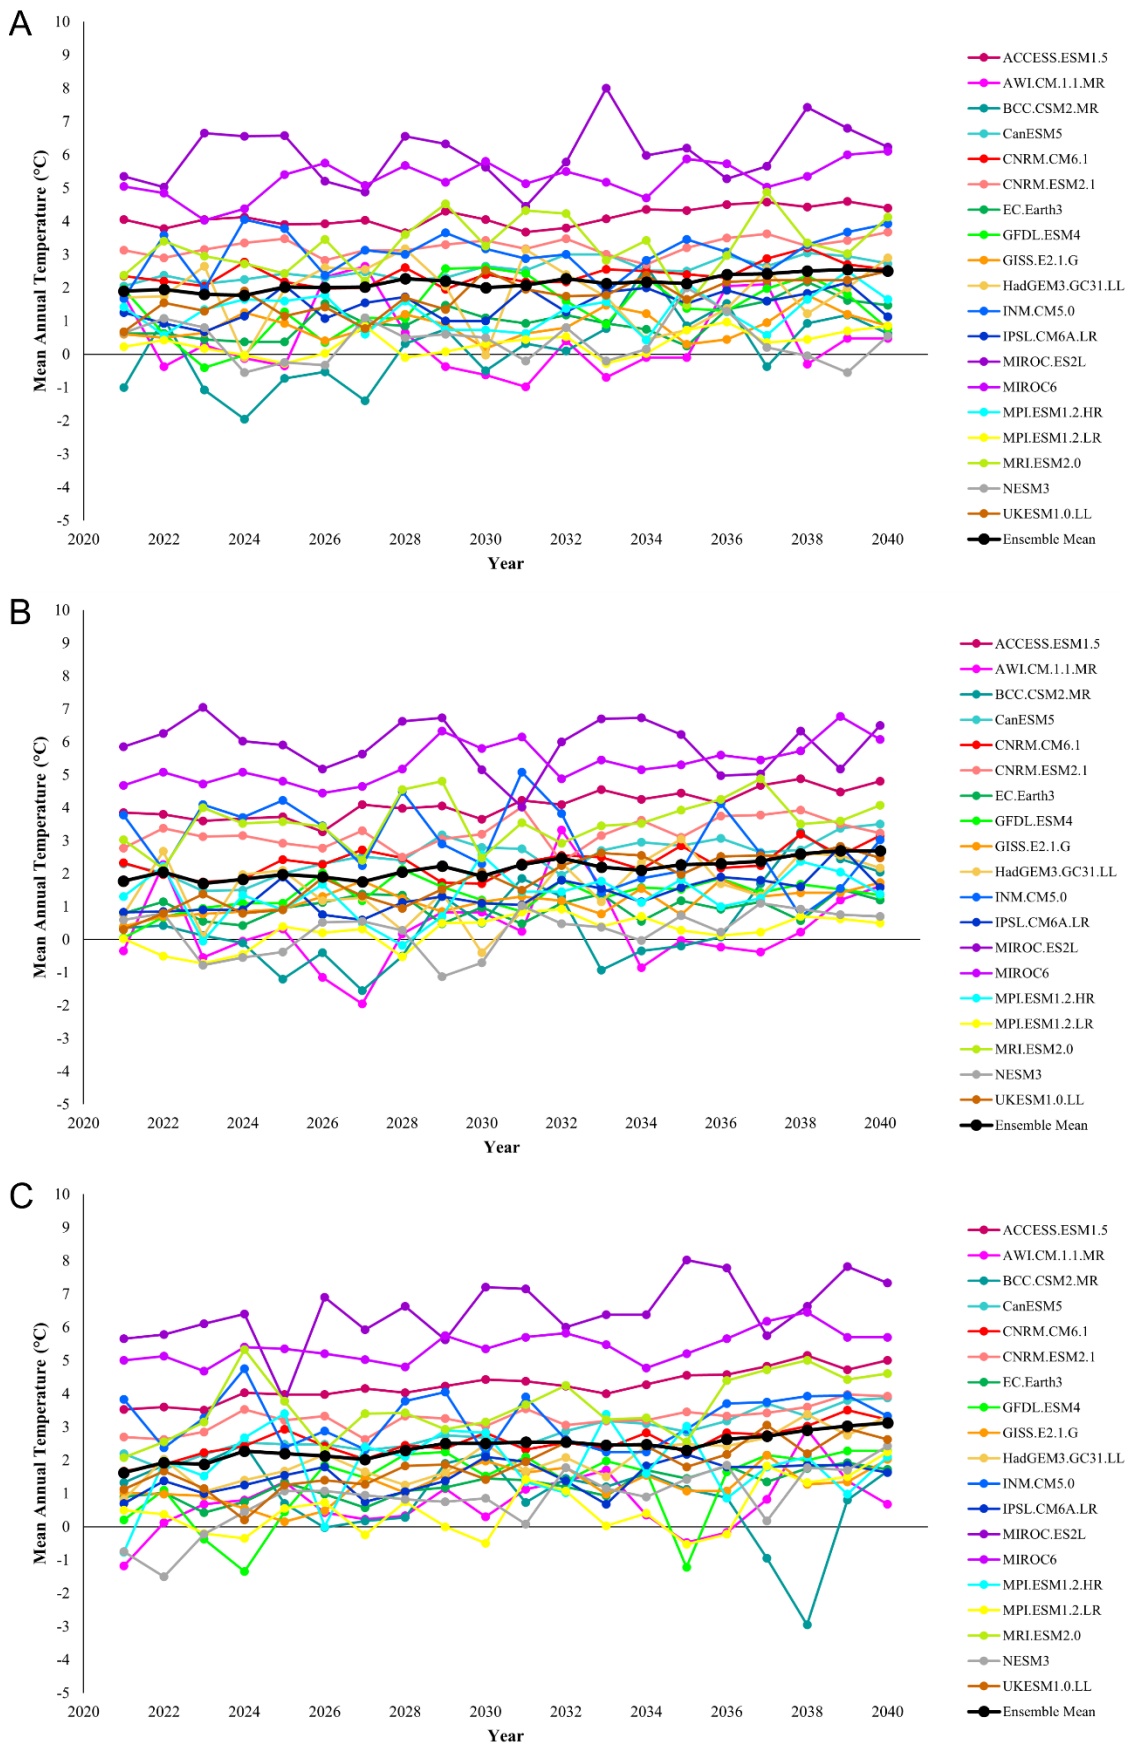 A
10
9
8
7
6
5
4
3
2
1
0
-1
-2
-3
-4
-5
Mean Annual Temperature (°C)
2020 2022 2024 2026 2028 2030 2032 2034 2036 2038 2040
Year
ACCESS.ESM1.5
AWI.CM.1.1.MR
BCC.CSM2.MR
CanESM5
CNRM.CM6.1
CNRM.ESM2.1
EC.Earth3
GFDL.ESM4
GISS.E2.1.G
HadGEM3.GC31.LL
INM.CM5.0
IPSL.CM6A.LR
MIROC.ES2L
MIROC6
MPI.ESM1.2.HR
MPI.ESM1.2.LR
MRI.ESM2.0
NESM3
UKESM1.0.LL
Ensemble Mean
B
10
9
8
7
6
5
4
3
2
1
0
-1
-2
-3
-4
-5
Mean Annual Temperature (°C)
2020 2022 2024 2026 2028 2030 2032 2034 2036 2038 2040
Year
ACCESS.ESM1.5
AWI.CM.1.1.MR
BCC.CSM2.MR
CanESM5
CNRM.CM6.1
CNRM.ESM2.1
EC.Earth3
GFDL.ESM4
GISS.E2.1.G
HadGEM3.GC31.LL
INM.CM5.0
IPSL.CM6A.LR
MIROC.ES2L
MIROC6
MPI.ESM1.2.HR
MPI.ESM1.2.LR
MRI.ESM2.0
NESM3
UKESM1.0.LL
Ensemble Mean
C
10
9
8
7
6
5
4
3
2
1
0
-1
-2
-3
-4
-5
Mean Annual Temperature (°C)
2020 2022 2024 2026 2028 2030 2032 2034 2036 2038 2040
Year
ACCESS.ESM1.5
AWI.CM.1.1.MR
BCC.CSM2.MR
CanESM5
CNRM.CM6.1
CNRM.ESM2.1
EC.Earth3
GFDL.ESM4
GISS.E2.1.G
HadGEM3.GC31.LL
INM.CM5.0
IPSL.CM6A.LR
MIROC.ES2L
MIROC6
MPI.ESM1.2.HR
MPI.ESM1.2.LR
MRI.ESM2.0
NESM3
UKESM1.0.LL
Ensemble Mean